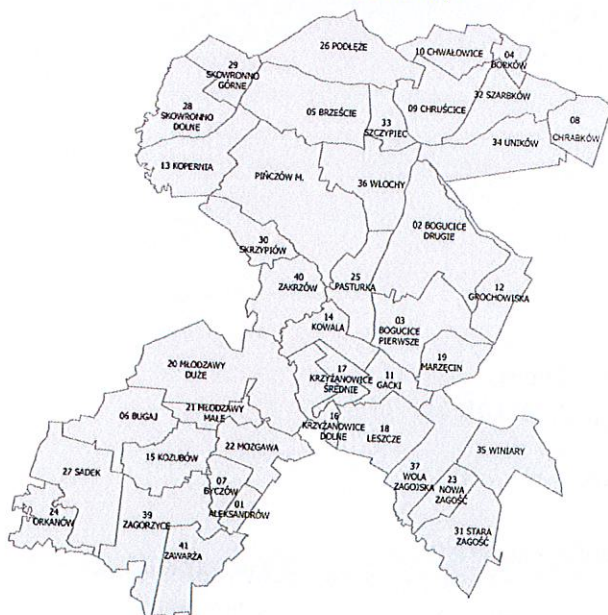 26 PODŁĘŻE
10 CHWAŁOWICE
04
BORKÓW
29
SKOWRONNO
GÓRNE
32 SZARBKÓW
28
SKOWRONNO
DOLNE
05 BRZEŚCIE
33
SZCZYPIEC
09 CHRUŚCICE
08
CHRABKÓW
34 UNIKÓW
13 KOPERNIA
PIŃCZÓW M.
36 WŁOCHY
02 BOGUCICE
DRUGIE
30
SKRZYPIÓW
40
ZAKRZÓW
25
PASTURKA
12
GROCHOWISKA
14
KOWALA
03
BOGUCICE
PIERWSZE
19
MARZĘCIN
20 MŁODZAWY
DUŻE
17
KRZYŻANOWICE
ŚREDNIE
11
GACKI
06 BUGAJ
21 MŁODZAWY
MAŁE
16
KRZYŻANOWICE
DOLNE
18
LESZCZE
22 MOZGAWA
35 WINIARY
15 KOZUBÓW
27 SADEK
07
BYCZÓW
37
WOLA
ZAGOJSKA
23
NOWA
ZAGOŚĆ
01
ALEKSANDRÓW
24
ORKANÓW
39
ZAGORZYCE
31 STARA
ZAGOŚĆ
41
ZAWARŻA